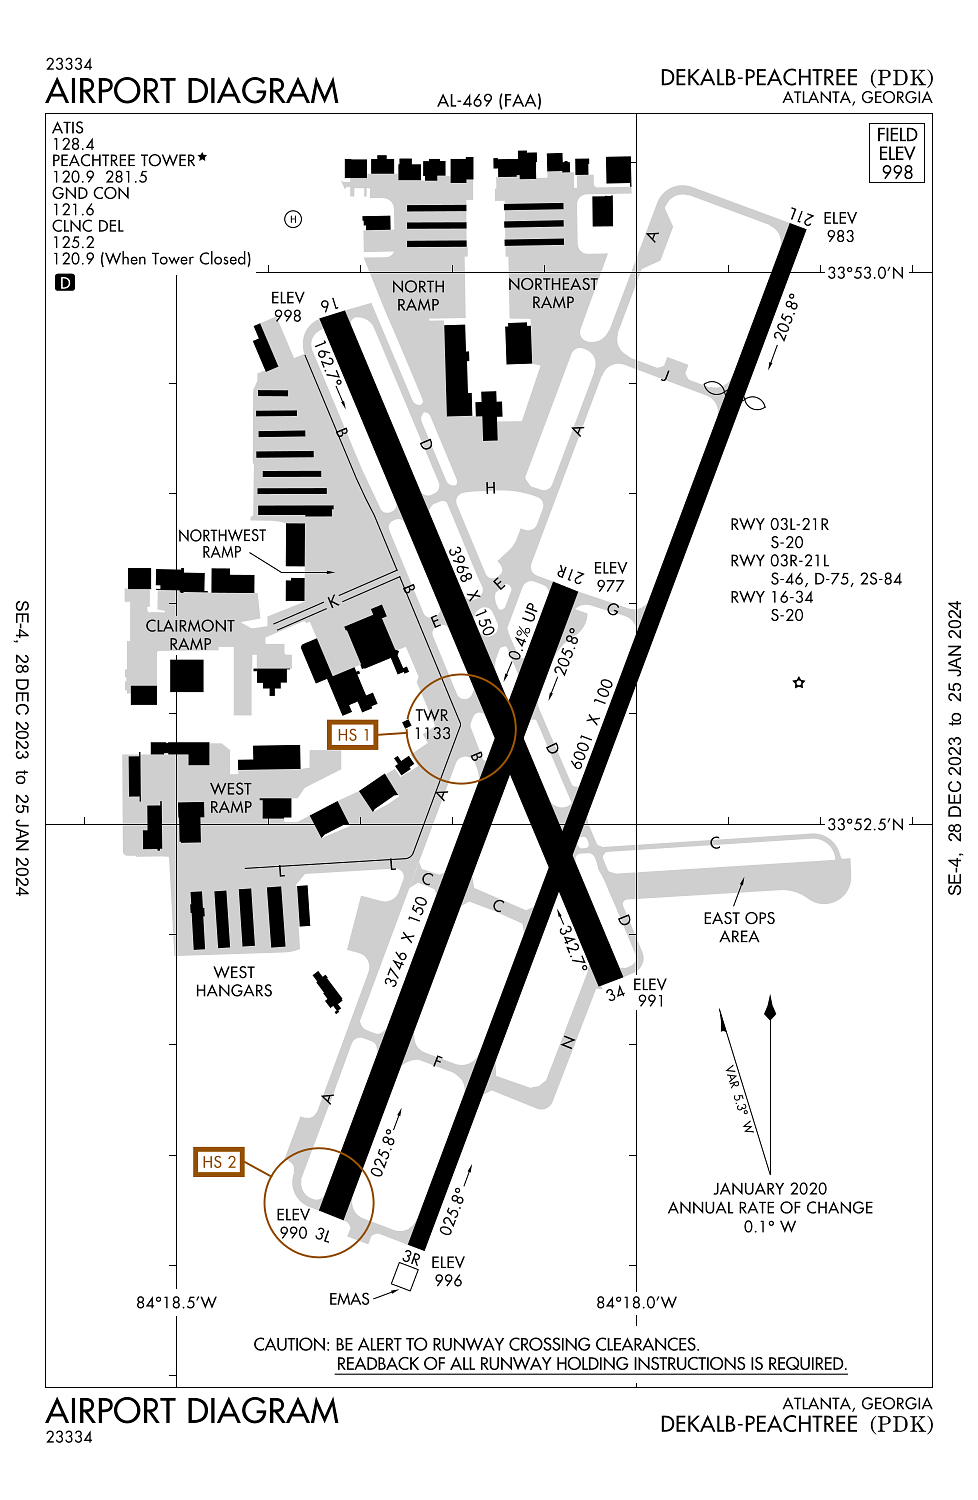 23334
AIRPORT DIAGRAM
AL-469 (FAA)
DEKALB-PEACHTREE (PDK)
ATLANTA, GEORGIA
ATIS
128.4
PEACHTREE TOWER★
120.9 281.5
GND CON
121.6
CLNC DEL
125.2
120.9 (When Tower Closed)
D
FIELD
ELEV
998
H
A
21L
ELEV
983
33°53.0'N
NORTH
RAMP
NORTHEAST
RAMP
ELEV
998
16
205.8°
162.7°
J
B
D
A
H
RWY 03L-21R
S-20
RWY 03R-21L
S-46, D-75, 2S-84
RWY 16-34
S-20
NORTHWEST
RAMP
3968 X 150
E
21R
ELEV
977
K
B
G
E
0.4% UP
205.8°
CLAIRMONT
RAMP
6001 X 100
HS 1
TWR
1133
B
D
WEST
RAMP
A
33°52.5'N
C
L
L
C
C
3746 X 150
D
EAST OPS
AREA
342.7°
WEST
HANGARS
34
ELEV
991
N
F
A
VAR 5.3° W
025.8°
HS 2
025.8°
JANUARY 2020
ANNUAL RATE OF CHANGE
0.1° W
ELEV
990
3L
3R
ELEV
996
EMAS
84°18.5'W
84°18.0'W
CAUTION: BE ALERT TO RUNWAY CROSSING CLEARANCES.
READBACK OF ALL RUNWAY HOLDING INSTRUCTIONS IS REQUIRED.
SE-4, 28 DEC 2023 to 25 JAN 2024
SE-4, 28 DEC 2023 to 25 JAN 2024
AIRPORT DIAGRAM
23334
ATLANTA, GEORGIA
DEKALB-PEACHTREE (PDK)